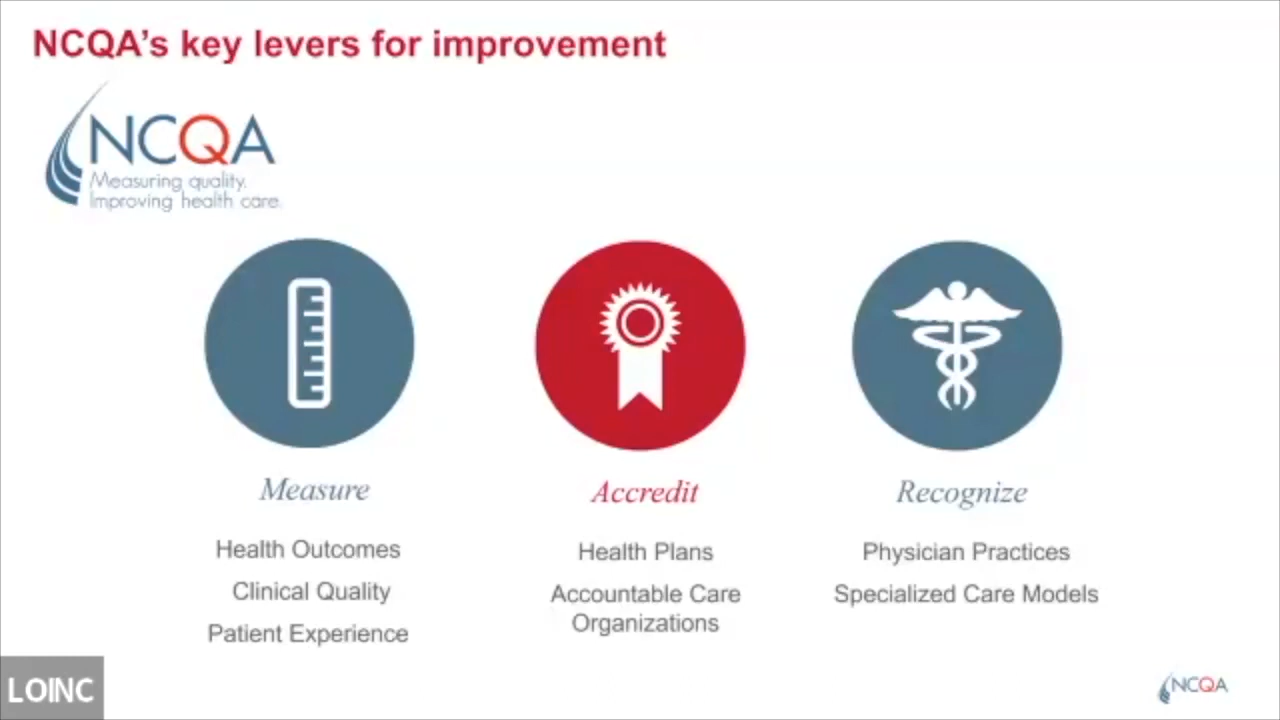 NCQA's key levers for improvement
NCQA
Measuring quality.
Improving health care.
Measure
Health Outcomes
Clinical Quality
Patient Experience
Accredit
Health Plans
Accountable Care
Organizations
Recognize
Physician Practices
Specialized Care Models
LOINC
NCQA